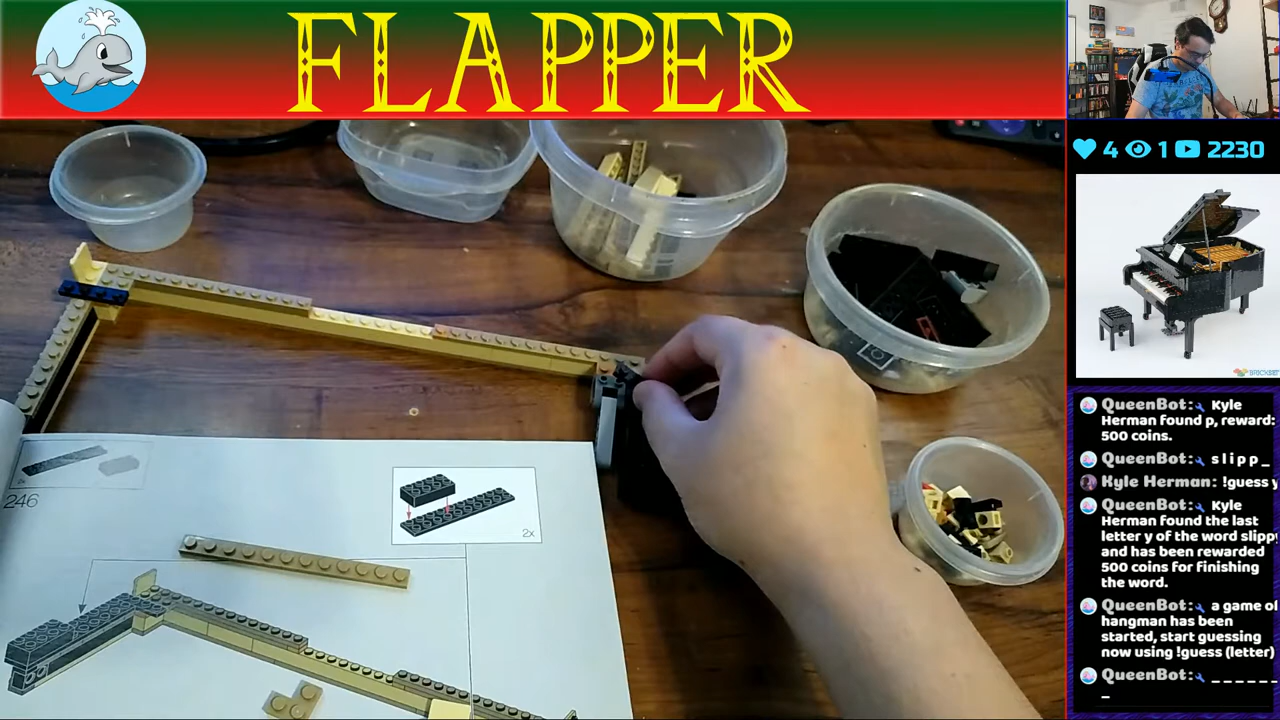 FLAPPER
4 1 2230
BRICKSET
246
2x
QueenBot: Kyle
Herman found p, reward:
500 coins.
QueenBot: s l i p p _
Kyle Herman: !guess y
QueenBot: Kyle
Herman found the last
letter y of the word slippy
and has been rewarded
500 coins for finishing
the word.
QueenBot: a game of
hangman has been
started, start guessing
now using !guess (letter)
QueenBot: _ _ _ _ _ _
_